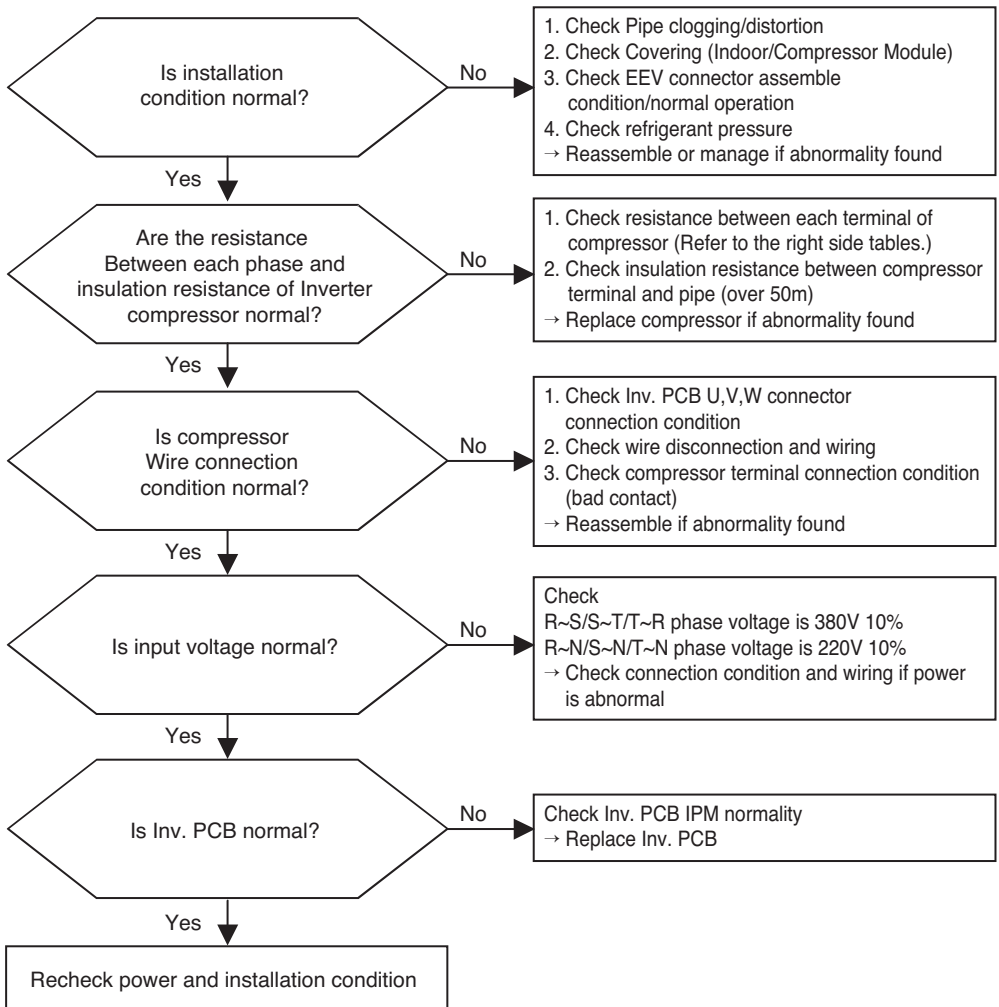 Is installation
condition normal?
No
1. Check Pipe clogging/distortion
2. Check Covering (Indoor/Compressor Module)
3. Check EEV connector assemble
condition/normal operation
4. Check refrigerant pressure
→ Reassemble or manage if abnormality found
Yes
Are the resistance
Between each phase and
insulation resistance of Inverter
compressor normal?
No
1. Check resistance between each terminal of
compressor (Refer to the right side tables.)
2. Check insulation resistance between compressor
terminal and pipe (over 50m)
→ Replace compressor if abnormality found
Yes
Is compressor
Wire connection
condition normal?
No
1. Check Inv. PCB U,V,W connector
connection condition
2. Check wire disconnection and wiring
3. Check compressor terminal connection condition
(bad contact)
→ Reassemble if abnormality found
Yes
Is input voltage normal?
No
Check
R~S/S~T/T~R phase voltage is 380V 10%
R~N/S~N/T~N phase voltage is 220V 10%
→ Check connection condition and wiring if power
is abnormal
Yes
Is Inv. PCB normal?
No
Check Inv. PCB IPM normality
→ Replace Inv. PCB
Yes
Recheck power and installation condition